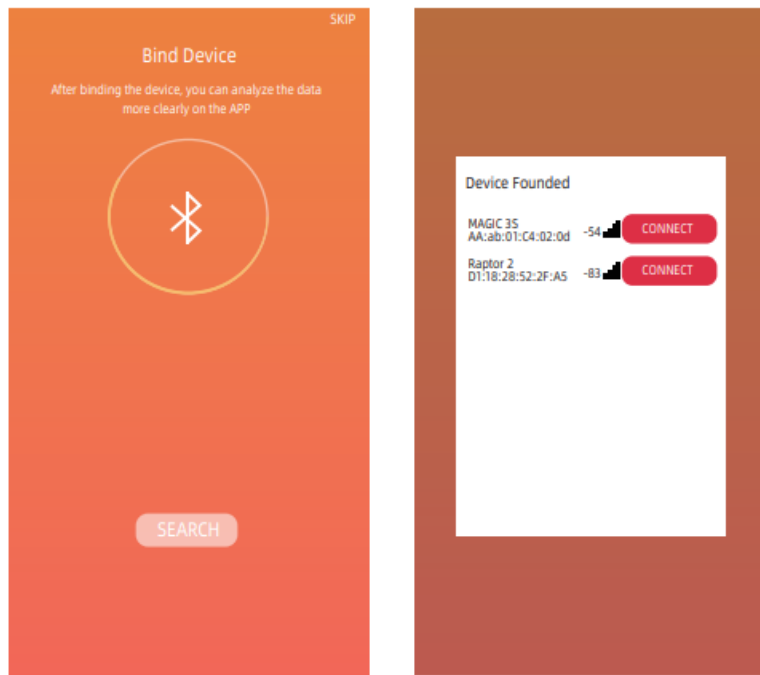 SKIP
Bind Device
After binding the device, you can analyze the data
more clearly on the APP
SEARCH
Device Founded
MAGIC 3S
AA:ab:01:C4:02:0d
-54
CONNECT
Raptor 2
D1:18:28:52:2F:A5
-83
CONNECT